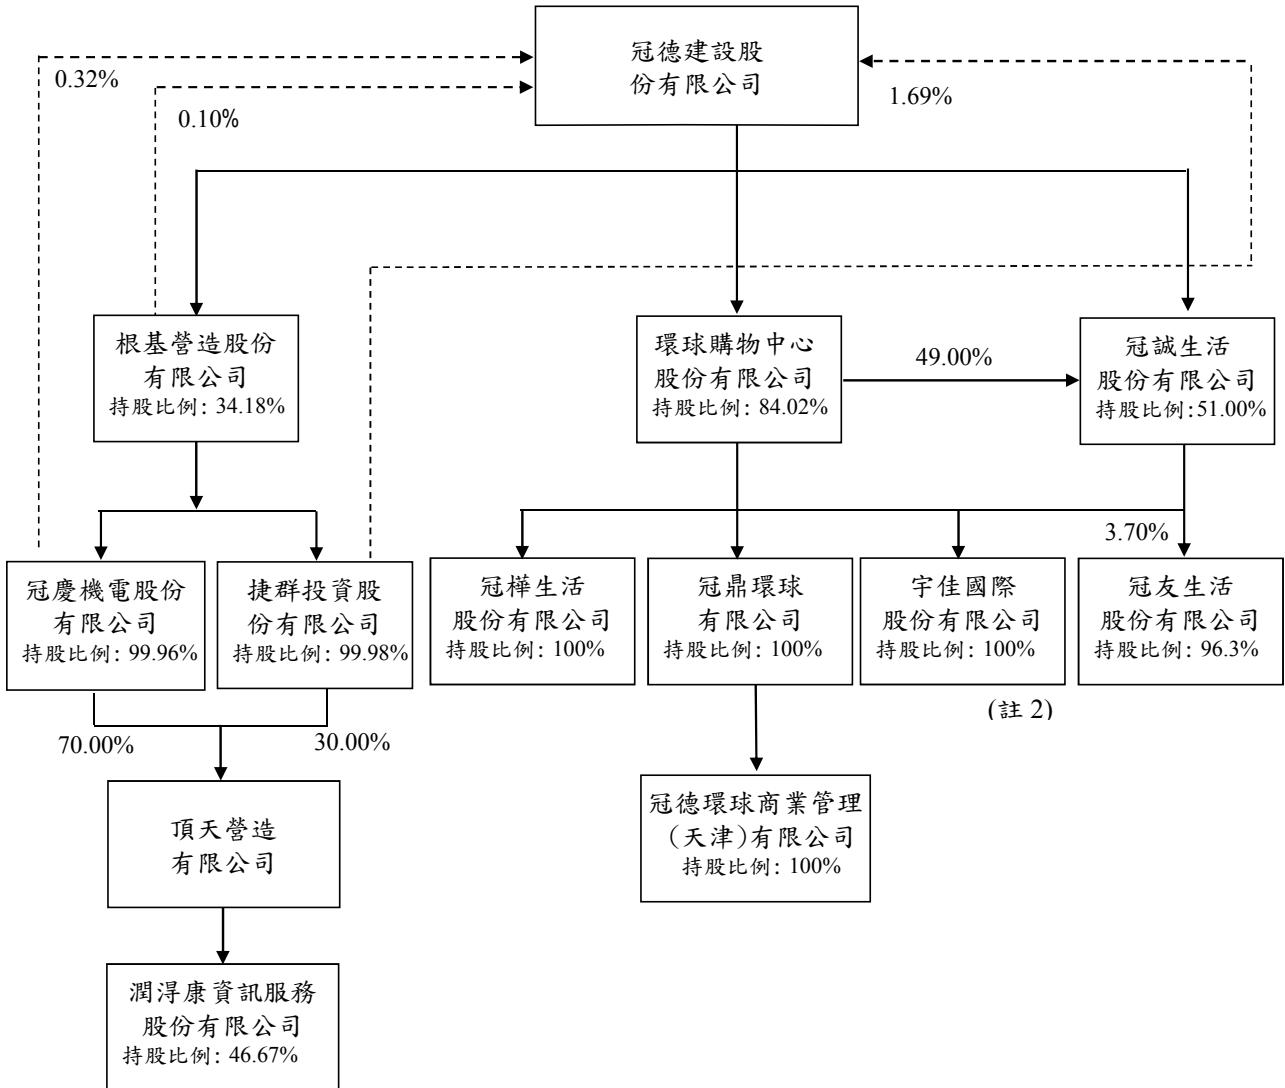 冠德建設股
份有限公司
0.32%
0.10%
1.69%
根基營造股份
有限公司
持股比例: 34.18%
環球購物中心
股份有限公司
持股比例: 84.02%
49.00%
冠誠生活
股份有限公司
持股比例:51.00%
3.70%
冠慶機電股份
有限公司
持股比例: 99.96%
捷群投資股
份有限公司
持股比例: 99.98%
冠樺生活
股份有限公司
持股比例: 100%
冠鼎環球
有限公司
持股比例: 100%
宇佳國際
股份有限公司
持股比例: 100%
冠友生活
股份有限公司
持股比例: 96.3%
(註 2)
70.00%
30.00%
頂天營造
有限公司
冠德環球商業管理
(天津)有限公司
持股比例: 100%
潤淂康資訊服務
股份有限公司
持股比例: 46.67%